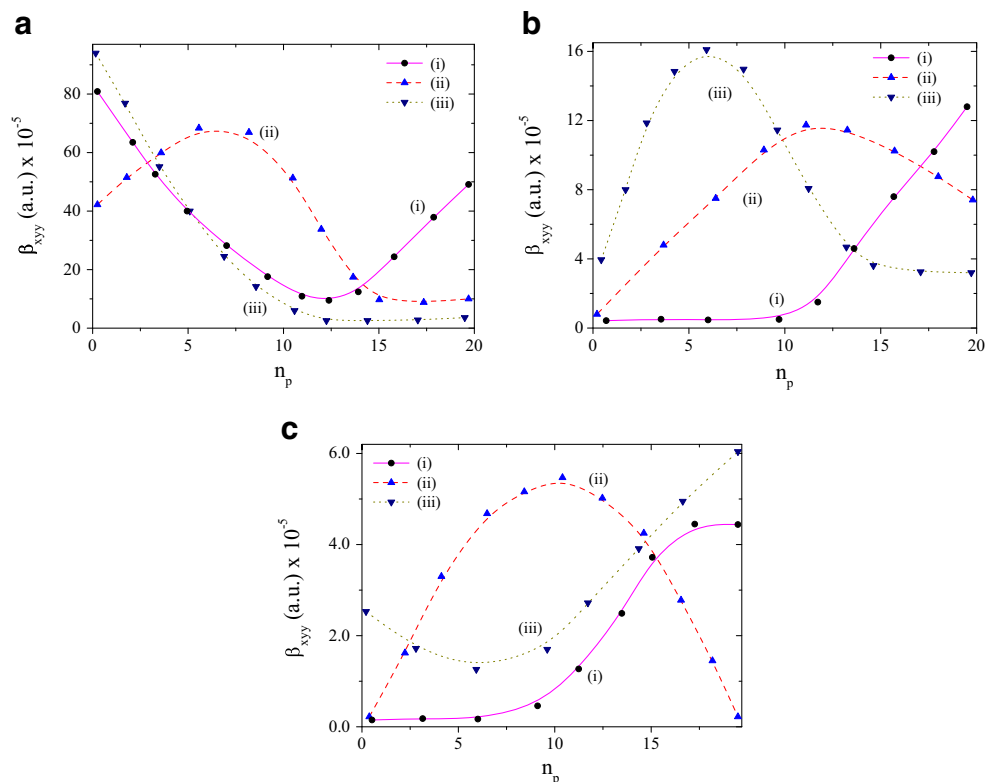 a
β_xyy (a.u.) x 10^-5
80
60
40
20
0
0 5 10 15 20
n_p
(i)
(ii)
(iii)
(ii)
(i)
(iii)
b
β_xyy (a.u.) x 10^-5
16
12
8
4
0
0 5 10 15 20
n_p
(i)
(ii)
(iii)
(iii)
(ii)
(i)
c
β_xyy (a.u.) x 10^-5
6.0
4.0
2.0
0.0
0 5 10 15
n_p
(i)
(ii)
(iii)
(ii)
(iii)
(i)